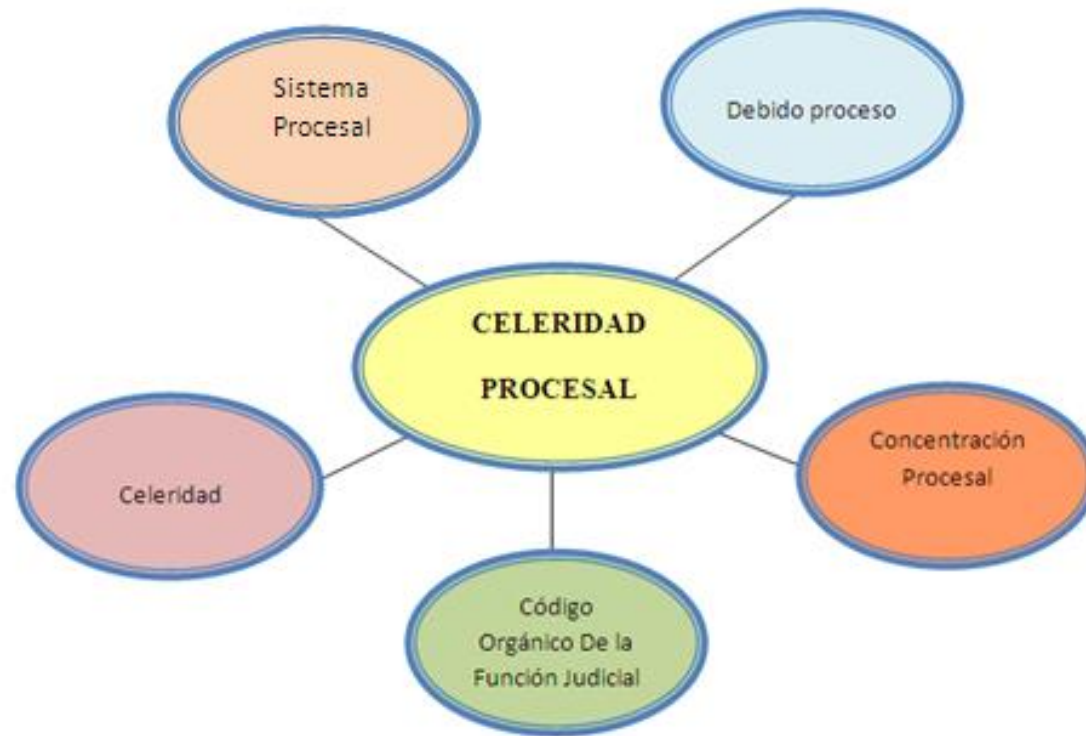 Sistema
Procesal
Debido proceso
CELERIDAD
PROCESAL
Celeridad
Concentración
Procesal
Código
Orgánico De la
Función Judicial